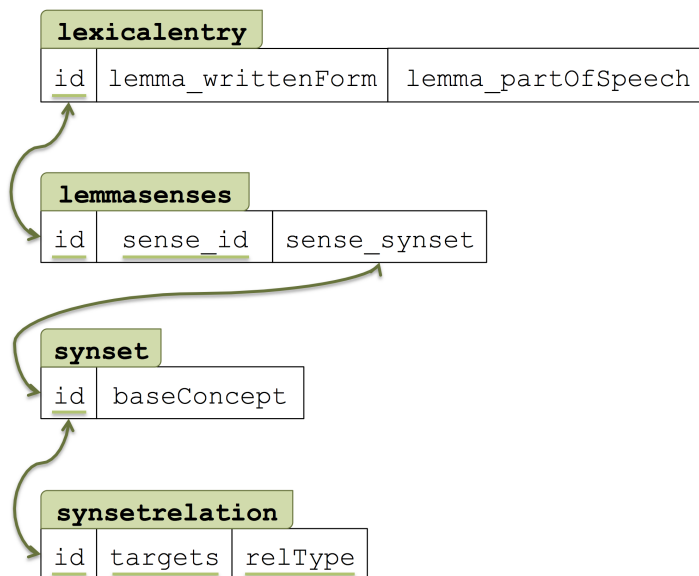 lexicalentry
id lemma_writtenForm lemma_partOfSpeech
lemmasenses
id sense_id sense_synset
synset
id baseConcept
synsetrelation
id targets relType